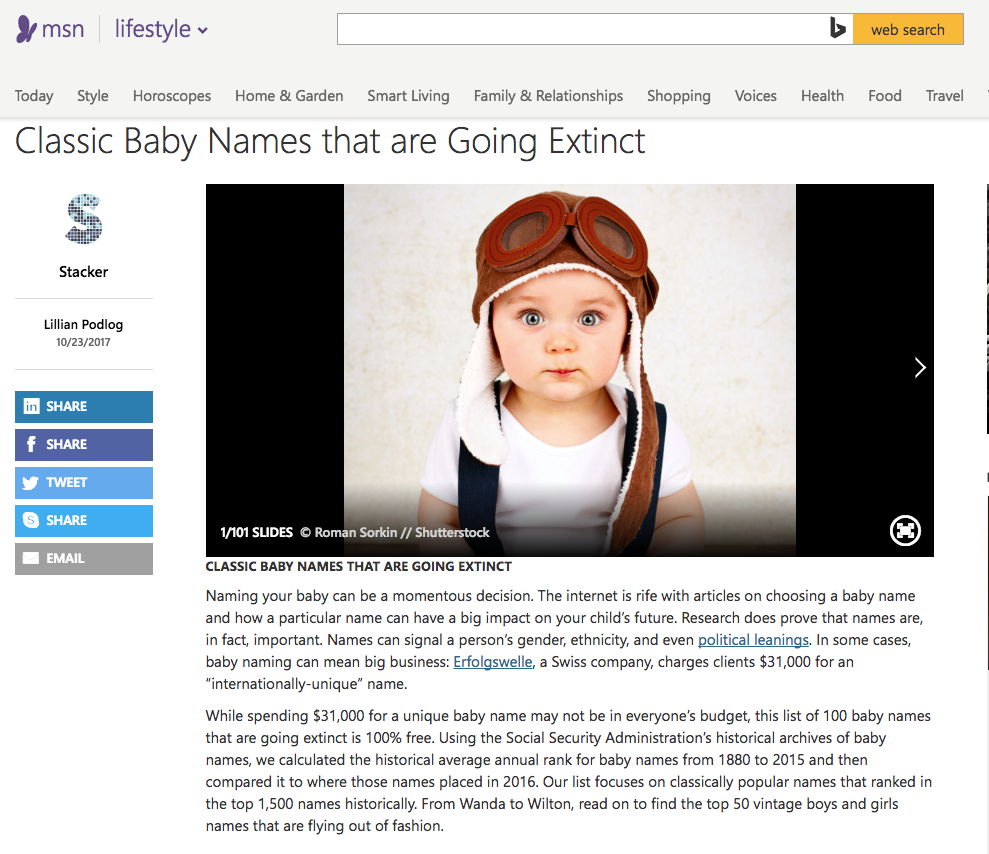 msn lifestyle
web search
Today Style Horoscopes Home & Garden Smart Living Family & Relationships Shopping Voices Health Food Travel
Classic Baby Names that are Going Extinct
Stacker
Lillian Podlog
10/23/2017
in SHARE
f SHARE
TWEET
S SHARE
EMAIL
1/101 SLIDES © Roman Sorkin // Shutterstock
CLASSIC BABY NAMES THAT ARE GOING EXTINCT
Naming your baby can be a momentous decision. The internet is rife with articles on choosing a baby name
and how a particular name can have a big impact on your child’s future. Research does prove that names are,
in fact, important. Names can signal a person’s gender, ethnicity, and even political leanings. In some cases,
baby naming can mean big business: Erfolgswelle, a Swiss company, charges clients $31,000 for an
“internationally-unique” name.
While spending $31,000 for a unique baby name may not be in everyone’s budget, this list of 100 baby names
that are going extinct is 100% free. Using the Social Security Administration’s historical archives of baby
names, we calculated the historical average annual rank for baby names from 1880 to 2015 and then
compared it to where those names placed in 2016. Our list focuses on classically popular names that ranked in
the top 1,500 names historically. From Wanda to Wilton, read on to find the top 50 vintage boys and girls
names that are flying out of fashion.